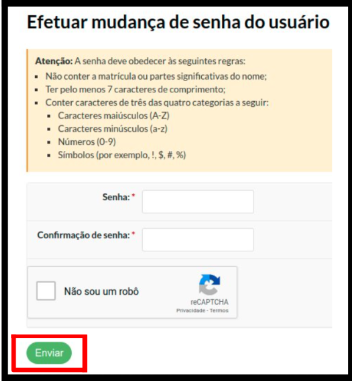 Efetuar mudança de senha do usuário
Atenção: A senha deve obedecer às seguintes regras:
Não conter a matrícula ou partes significativas do nome;
Ter pelo menos 7 caracteres de comprimento;
Conter caracteres de três das quatro categorias a seguir:
Caracteres maiúsculos (A-Z)
Caracteres minúsculos (a-z)
Números (0-9)
Símbolos (por exemplo, !, $, #, %)
Senha: *
Confirmação de senha: *
Não sou um robô
reCAPTCHA
Privacidade - Termos
Enviar